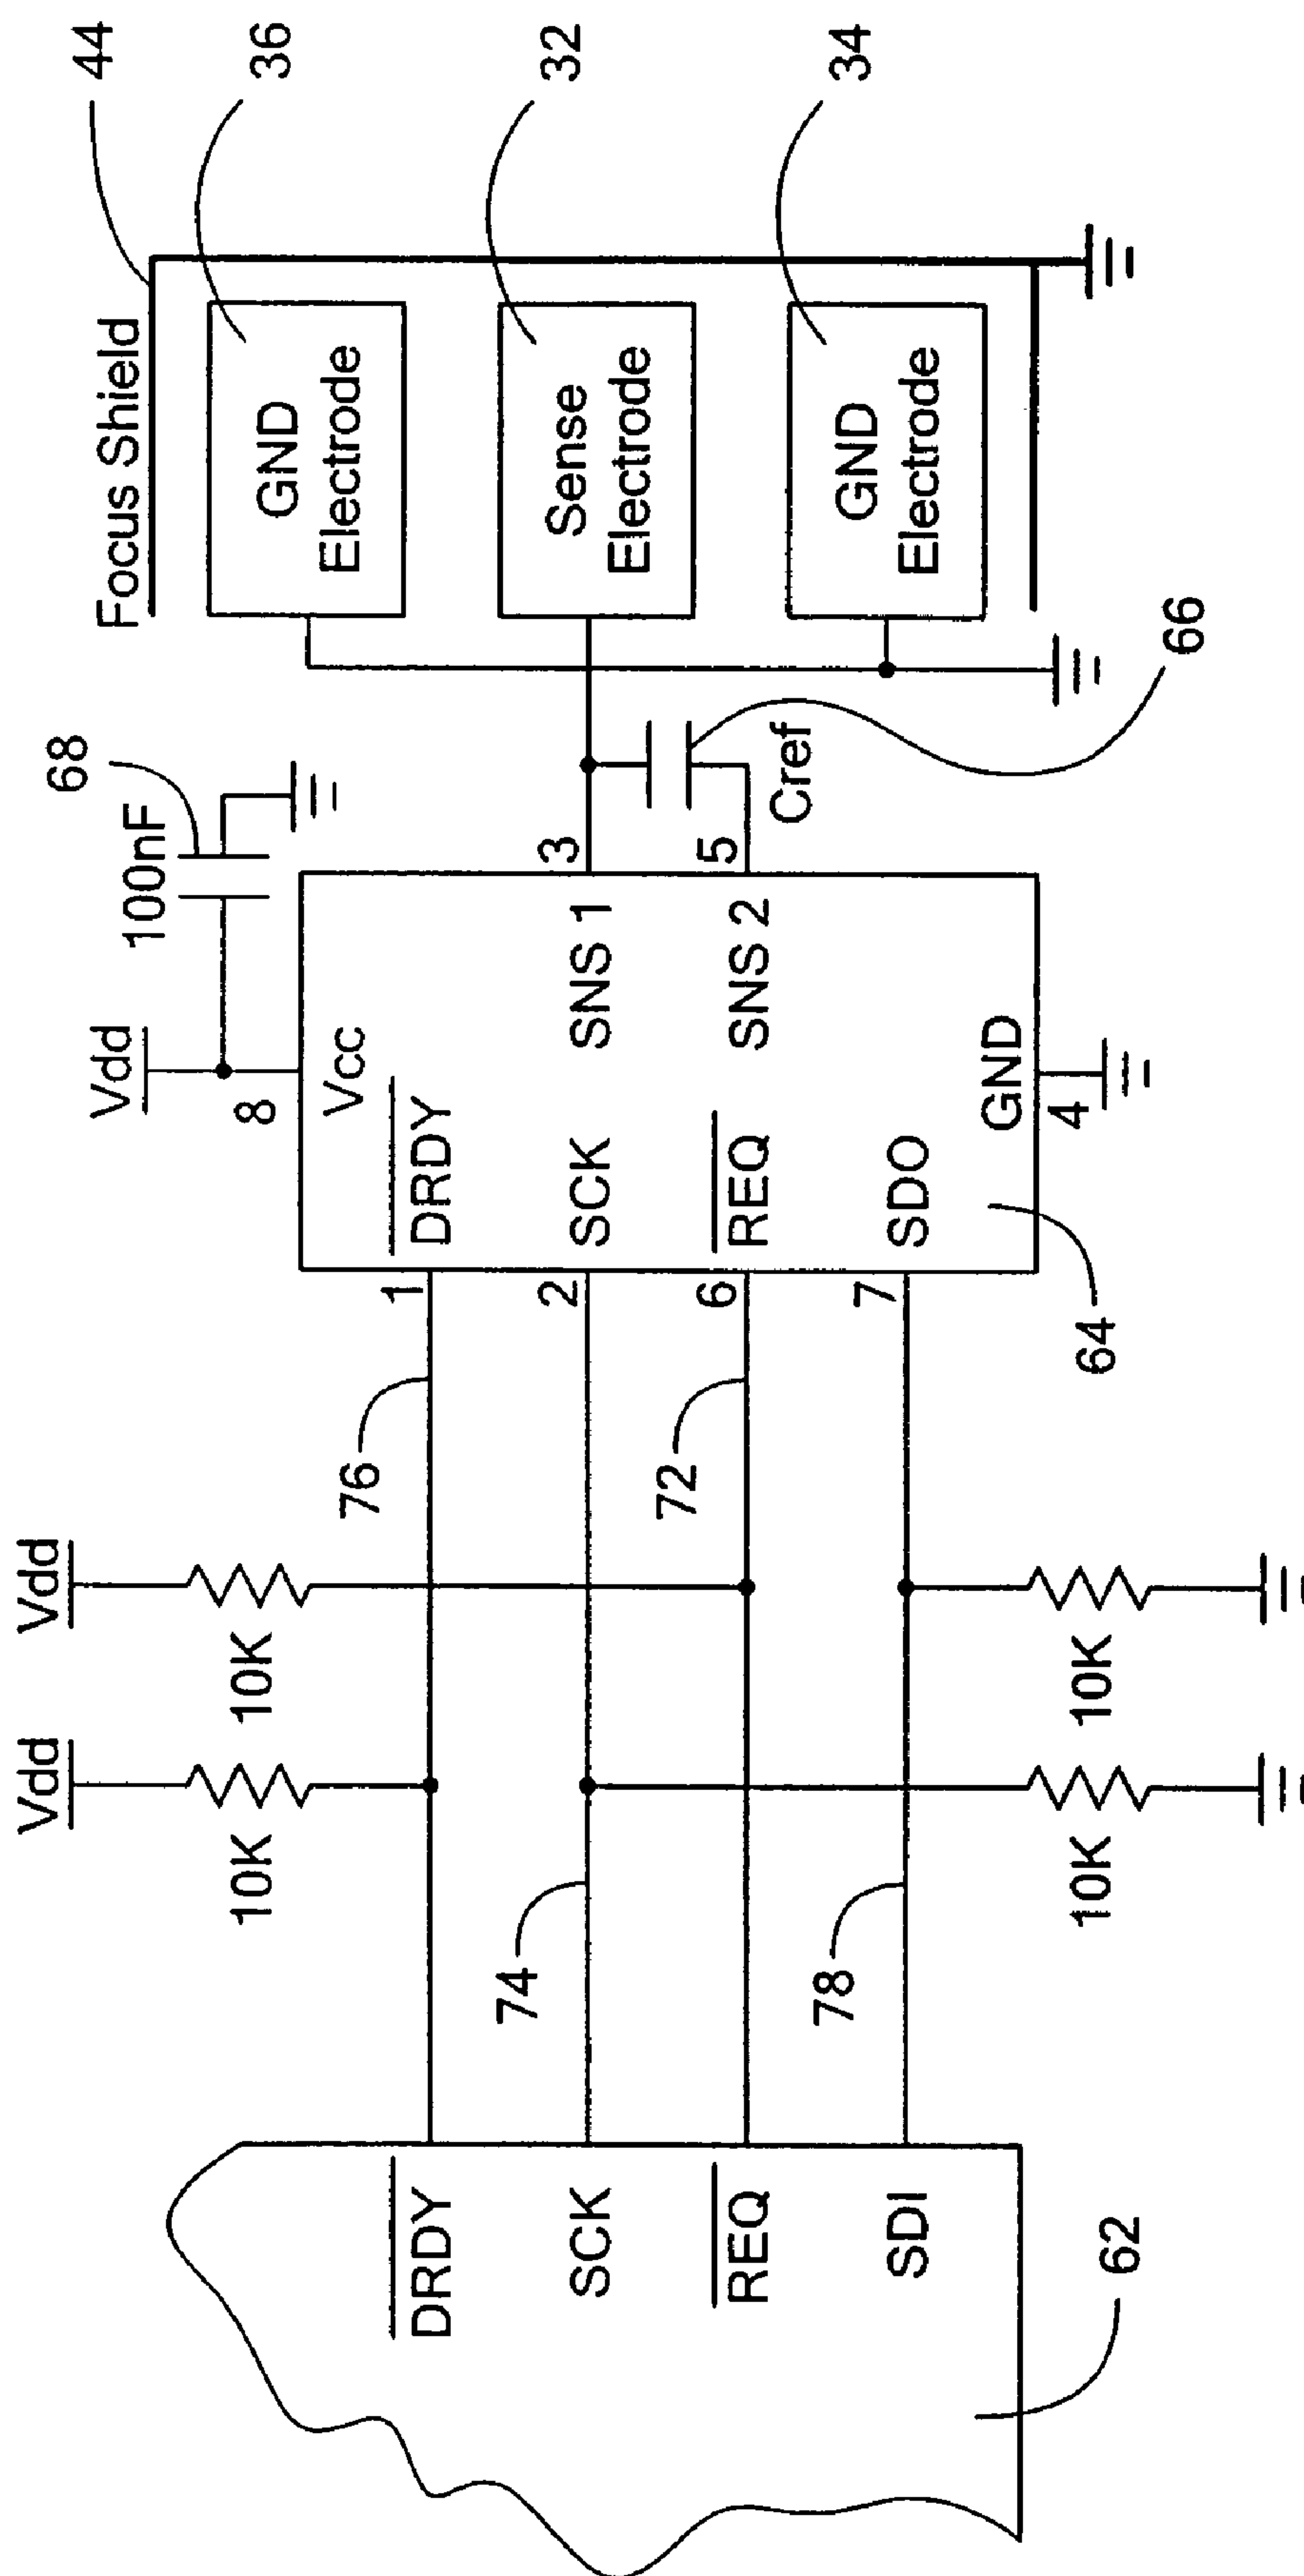 Vdd
Vdd
10K
10K
76
74
72
78
10K
10K
DRDY
SCK
REQ
SDI
62
Vdd
8
68
100nF
1
2
6
7
Vcc
DRDY
SCK
REQ
SDO
SNS 1
SNS 2
GND
4
64
3
5
Cref
66
Focus Shield
44
GND
Electrode
36
Sense
Electrode
32
GND
Electrode
34